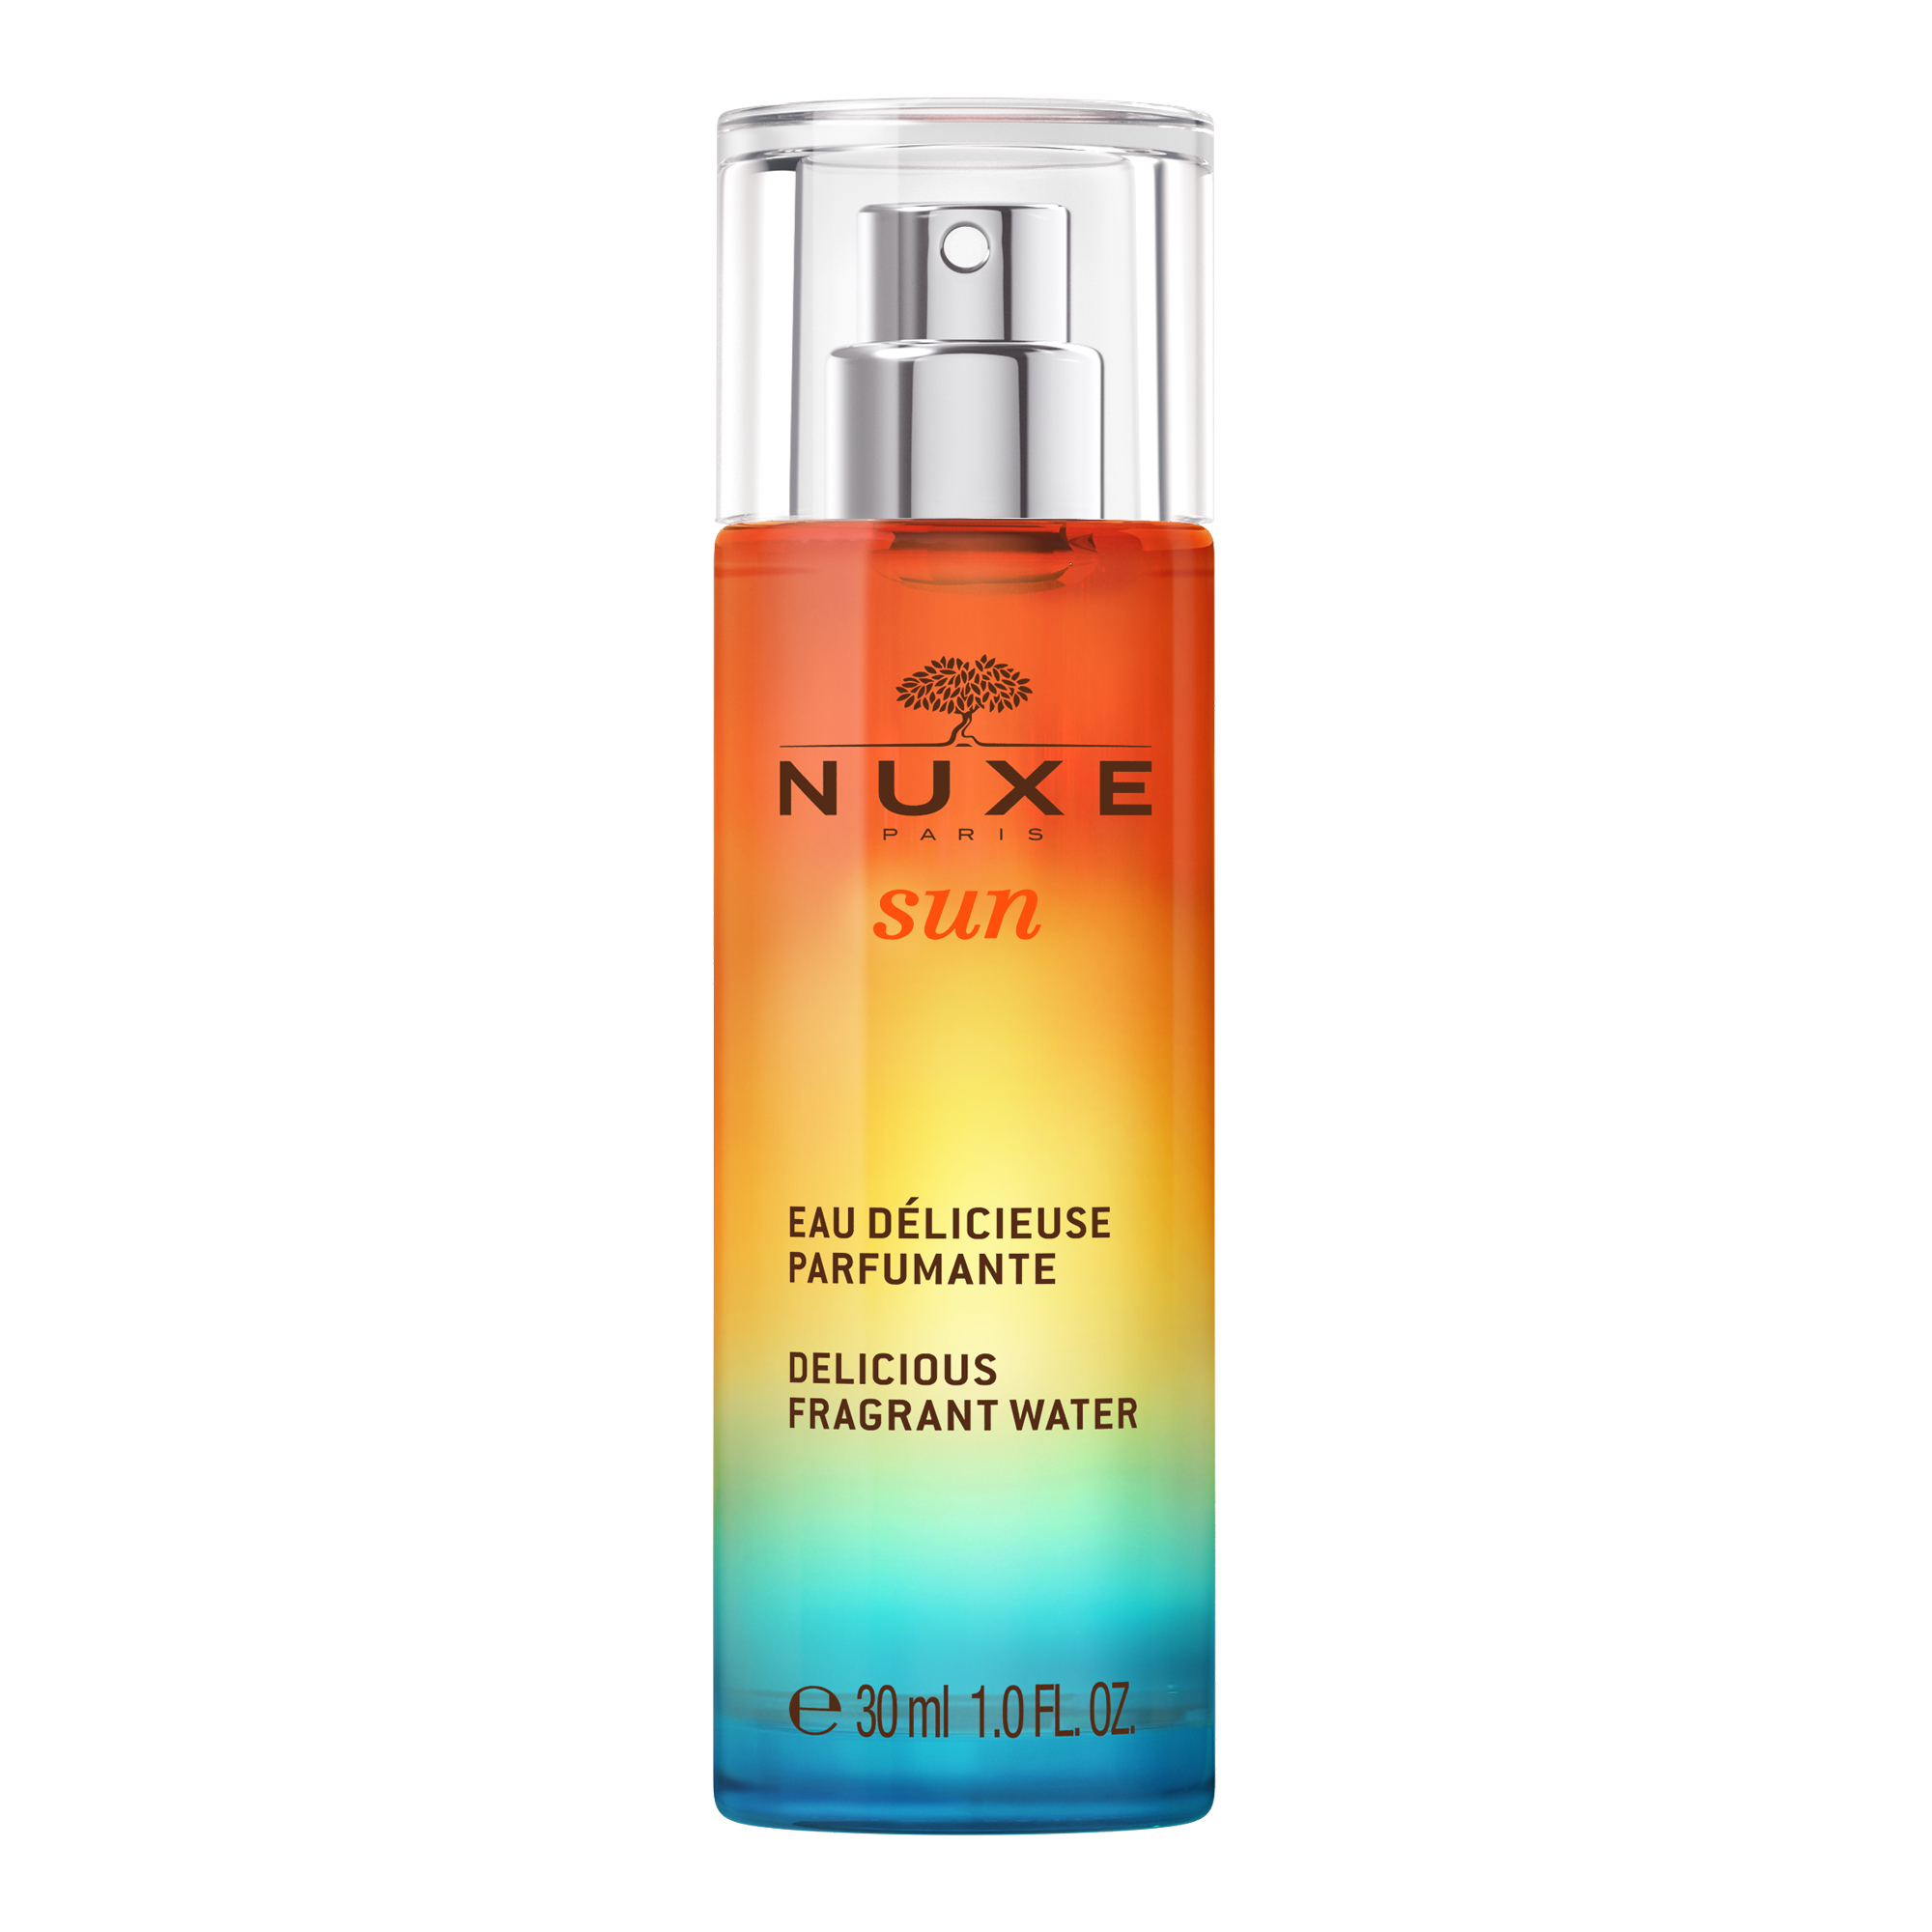 NUXE
PARIS
sun
EAU DÉLICIEUSE
PARFUMANTE
DELICIOUS
FRAGRANT WATER
℮ 30 ml 1.0 FL. OZ.